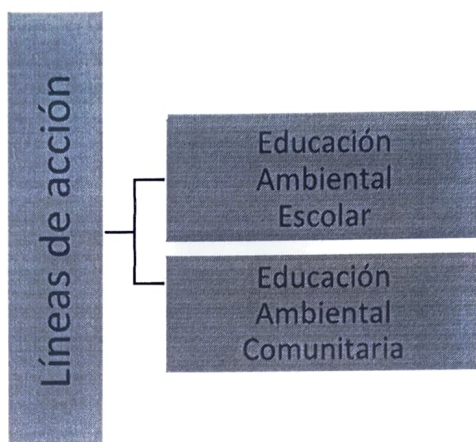 Líneas de acción
Educación
Ambiental
Escolar
Educación
Ambiental
Comunitaria